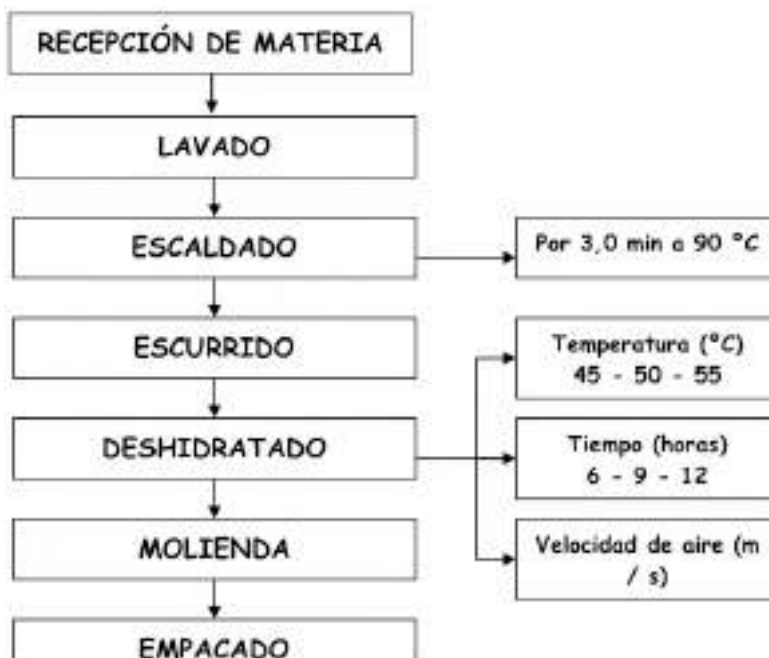 RECEPCIÓN DE MATERIA
LAVADO
ESCALDADO
Por 3,0 min a 90 °C
ESCURRIDO
Temperatura (°C)
45 - 50 - 55
DESHIDRATADO
Tiempo (horas)
6 - 9 - 12
MOLIENDA
Velocidad de aire (m
/ s)
EMPACADO